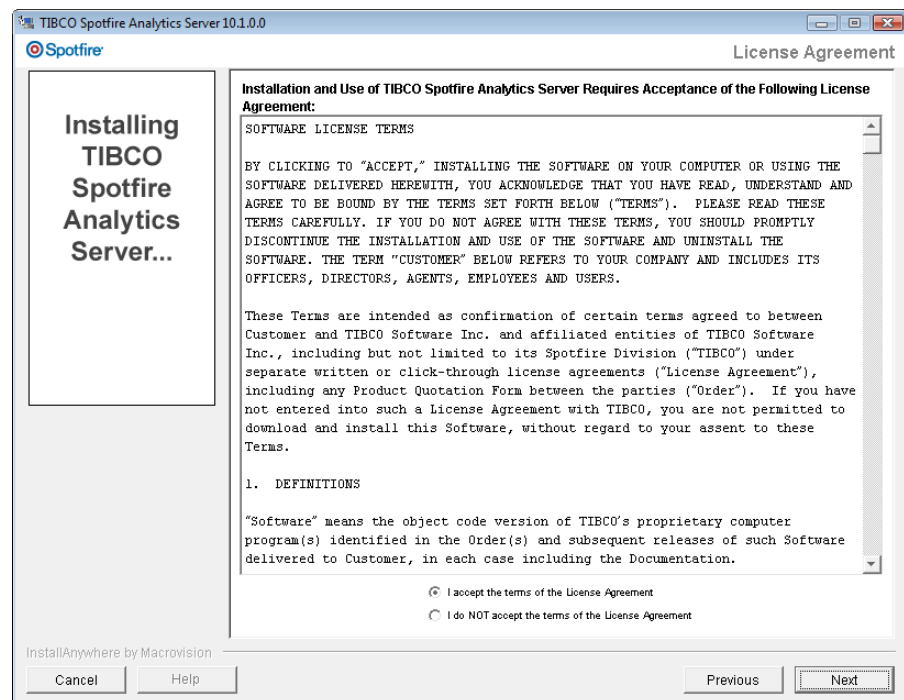 TIBCO Spotfire Analytics Server 10.1.0.0
Spotfire
License Agreement
Installing
TIBCO
Spotfire
Analytics
Server...
Installation and Use of TIBCO Spotfire Analytics Server Requires Acceptance of the Following License
Agreement:
SOFTWARE LICENSE TERMS
BY CLICKING TO "ACCEPT," INSTALLING THE SOFTWARE ON YOUR COMPUTER OR USING THE
SOFTWARE DELIVERED HEREWITH, YOU ACKNOWLEDGE THAT YOU HAVE READ, UNDERSTAND AND
AGREE TO BE BOUND BY THE TERMS SET FORTH BELOW ("TERMS").  PLEASE READ THESE
TERMS CAREFULLY. IF YOU DO NOT AGREE WITH THESE TERMS, YOU SHOULD PROMPTLY
DISCONTINUE THE INSTALLATION AND USE OF THE SOFTWARE AND UNINSTALL THE
SOFTWARE. THE TERM "CUSTOMER" BELOW REFERS TO YOUR COMPANY AND INCLUDES ITS
OFFICERS, DIRECTORS, AGENTS, EMPLOYEES AND USERS.
These Terms are intended as confirmation of certain terms agreed to between
Customer and TIBCO Software Inc. and affiliated entities of TIBCO Software
Inc., including but not limited to its Spotfire Division ("TIBCO") under
separate written or click-through license agreements ("License Agreement"),
including any Product Quotation Form between the parties ("Order").  If you have
not entered into such a License Agreement with TIBCO, you are not permitted to
download and install this Software, without regard to your assent to these
Terms.
1.  DEFINITIONS
"Software" means the object code version of TIBCO's proprietary computer
program(s) identified in the Order(s) and subsequent releases of such Software
delivered to Customer, in each case including the Documentation.
I accept the terms of the License Agreement
I do NOT accept the terms of the License Agreement
InstallAnywhere by Macrovision
Cancel
Help
Previous
Next